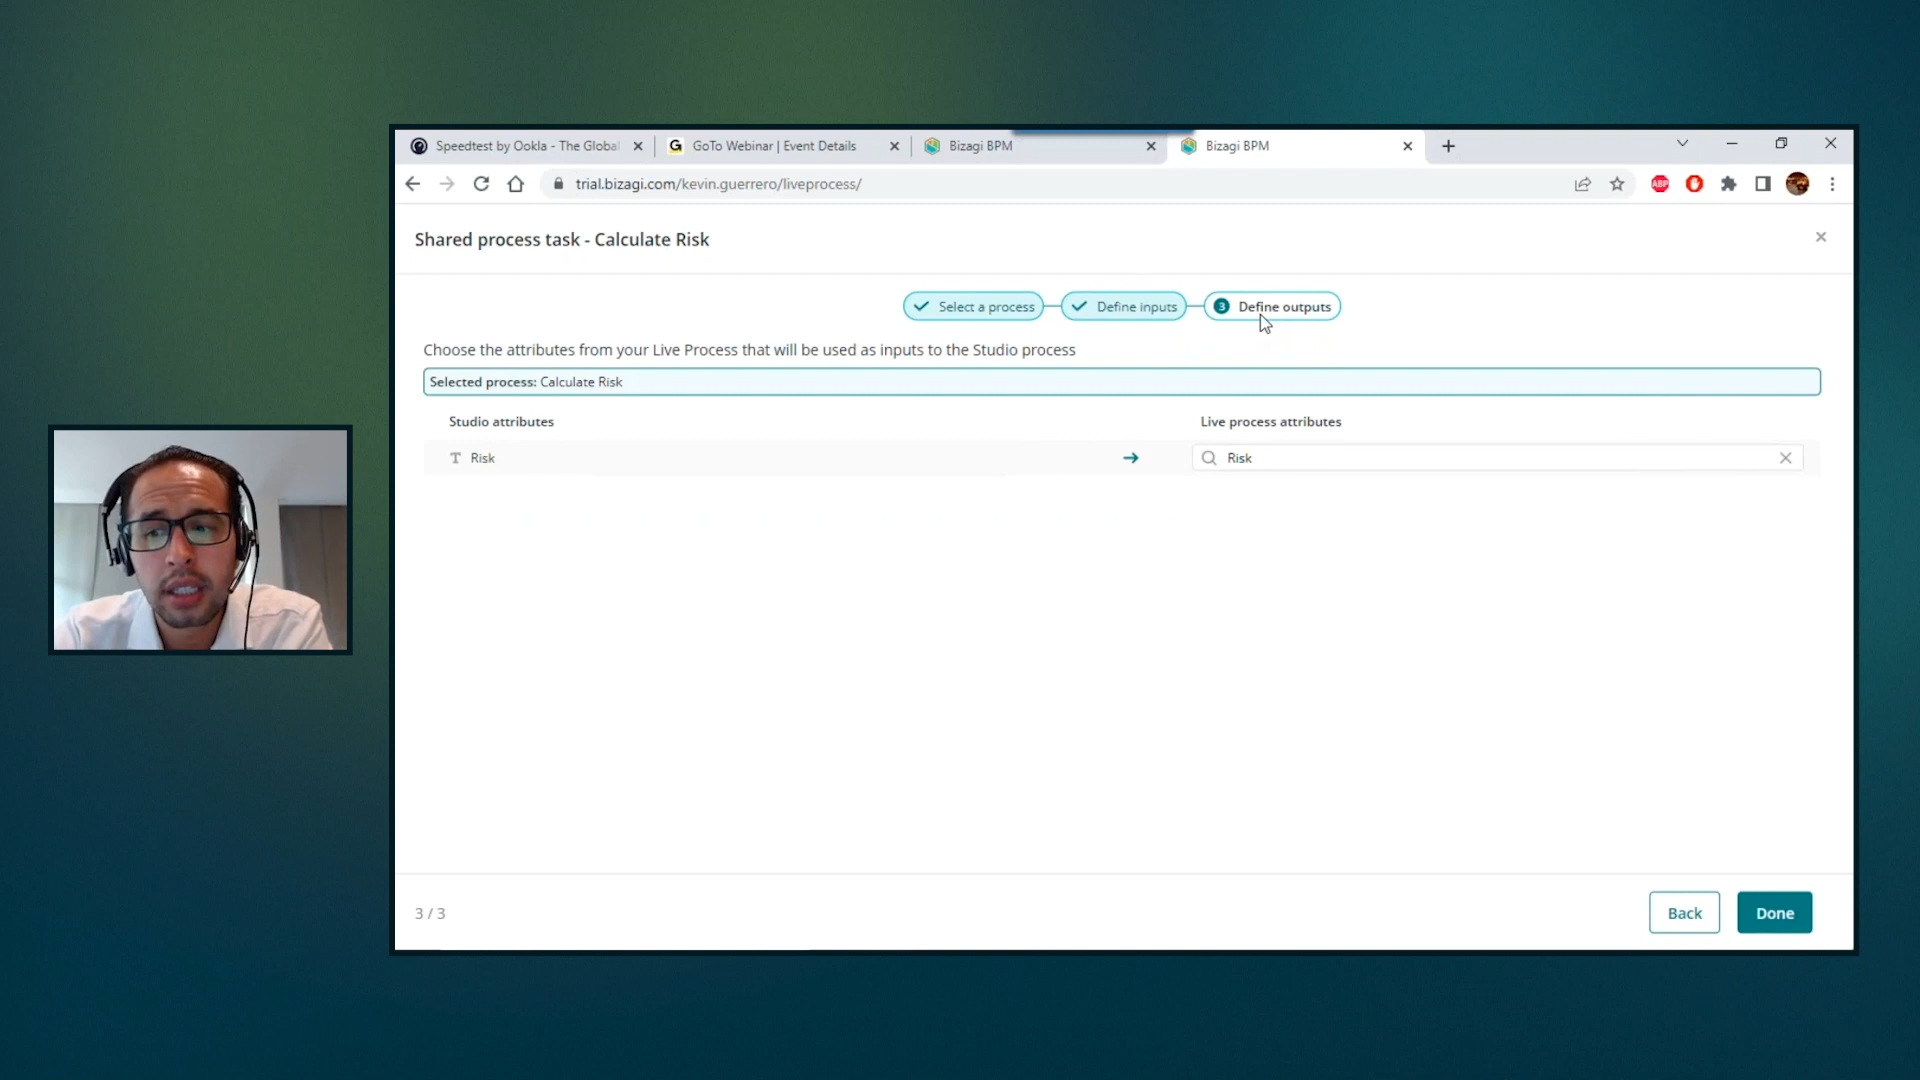 Speedtest by Ookla - The Global
GoTo Webinar | Event Details
Bizagi BPM
Bizagi BPM
trial.bizagi.com/kevin.guerrero/liveprocess/
ABP
Shared process task - Calculate Risk
Select a process
Define inputs
3 Define outputs
Choose the attributes from your Live Process that will be used as inputs to the Studio process
Selected process: Calculate Risk
Studio attributes
Live process attributes
T Risk
Risk
3 / 3
Back
Done